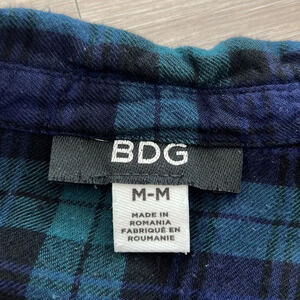 BDG
M-M
MADE IN
ROMANIA
FABRIQUÉ EN
ROUMANIE